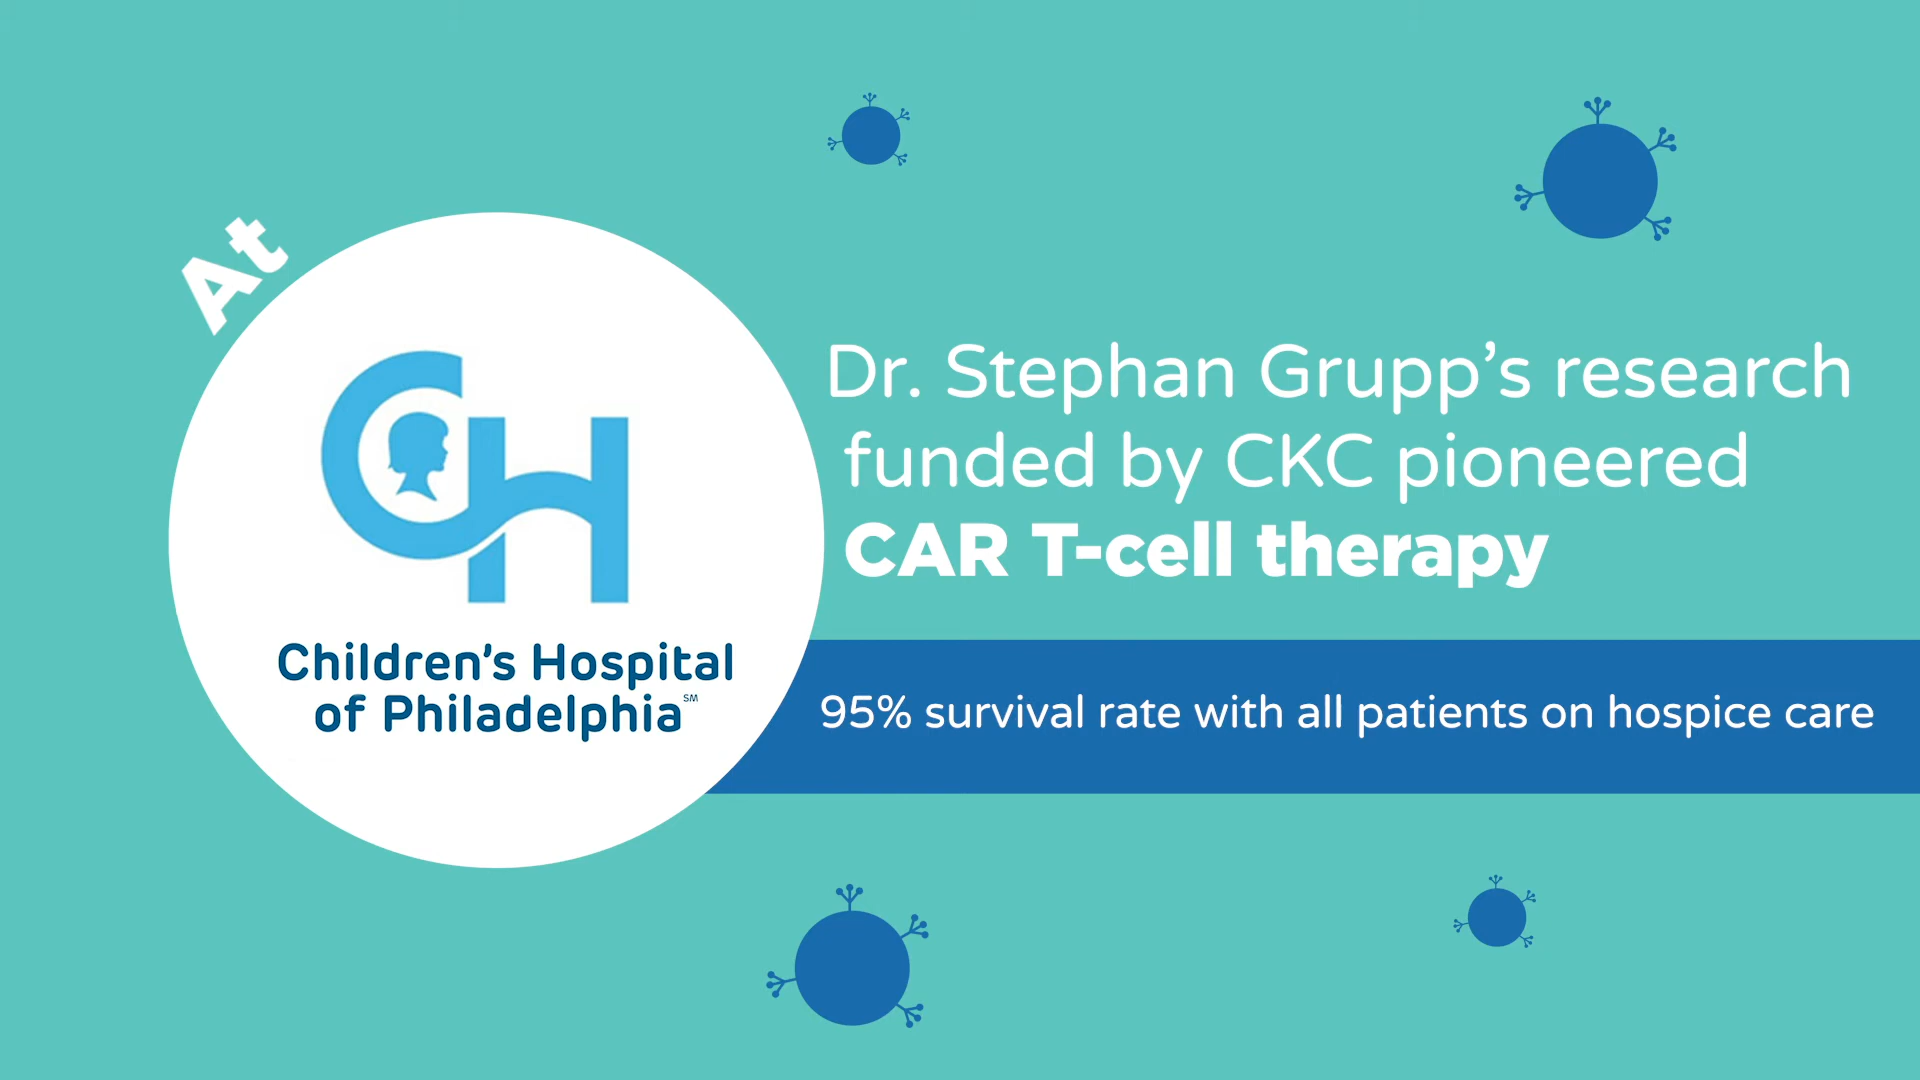 At
Children's Hospital
of Philadelphia℠
Dr. Stephan Grupp’s research
funded by CKC pioneered
CAR T-cell therapy
95% survival rate with all patients on hospice care